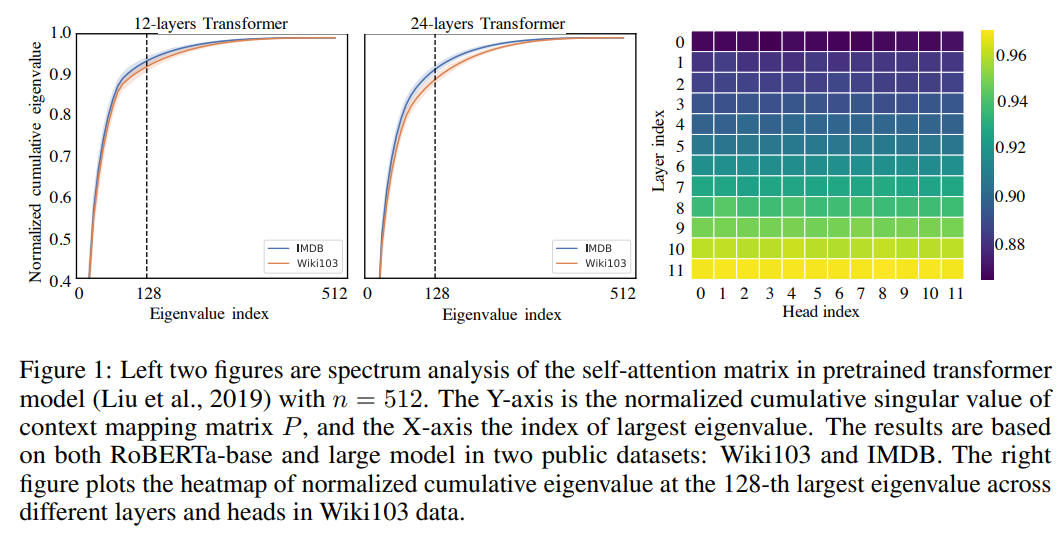 12-layers Transformer
24-layers Transformer
Normalized cumulative eigenvalue
1.0
0.9
0.8
0.7
0.6
0.5
0.4
IMDB
Wiki103
0 128 512
Eigenvalue index
IMDB
Wiki103
0 128 512
Eigenvalue index
Layer index
0
1
2
3
4
5
6
7
8
9
10
11
0 1 2 3 4 5 6 7 8 9 10 11
Head index
0.96
0.94
0.92
0.90
0.88
Figure 1: Left two figures are spectrum analysis of the self-attention matrix in pretrained transformer
model (Liu et al., 2019) with n = 512. The Y-axis is the normalized cumulative singular value of
context mapping matrix P, and the X-axis the index of largest eigenvalue. The results are based
on both RoBERTa-base and large model in two public datasets: Wiki103 and IMDB. The right
figure plots the heatmap of normalized cumulative eigenvalue at the 128-th largest eigenvalue across
different layers and heads in Wiki103 data.